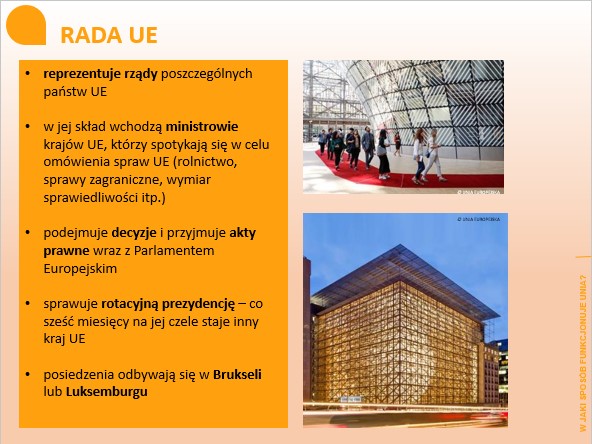 RADA UE
• reprezentuje rządy poszczególnych
państw UE
• w jej skład wchodzą ministrowie
krajów UE, którzy spotykają się w celu
omówienia spraw UE (rolnictwo,
sprawy zagraniczne, wymiar
sprawiedliwości itp.)
• podejmuje decyzje i przyjmuje akty
prawne wraz z Parlamentem
Europejskim
• sprawuje rotacyjną prezydencję – co
sześć miesięcy na jej czele staje inny
kraj UE
• posiedzenia odbywają się w Brukseli
lub Luksemburgu
© UNIA EUROPEJSKA
© UNIA EUROPEJSKA
W JAKI SPOSÓB FUNKCJONUJE UNIA?